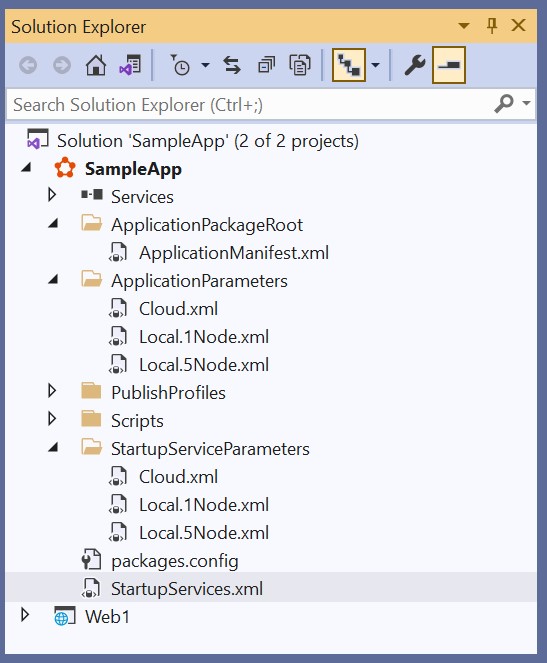 Solution Explorer
Search Solution Explorer (Ctrl+;)
Solution 'SampleApp' (2 of 2 projects)
SampleApp
Services
ApplicationPackageRoot
ApplicationManifest.xml
ApplicationParameters
Cloud.xml
Local.1Node.xml
Local.5Node.xml
PublishProfiles
Scripts
StartupServiceParameters
Cloud.xml
Local.1Node.xml
Local.5Node.xml
packages.config
StartupServices.xml
Web1